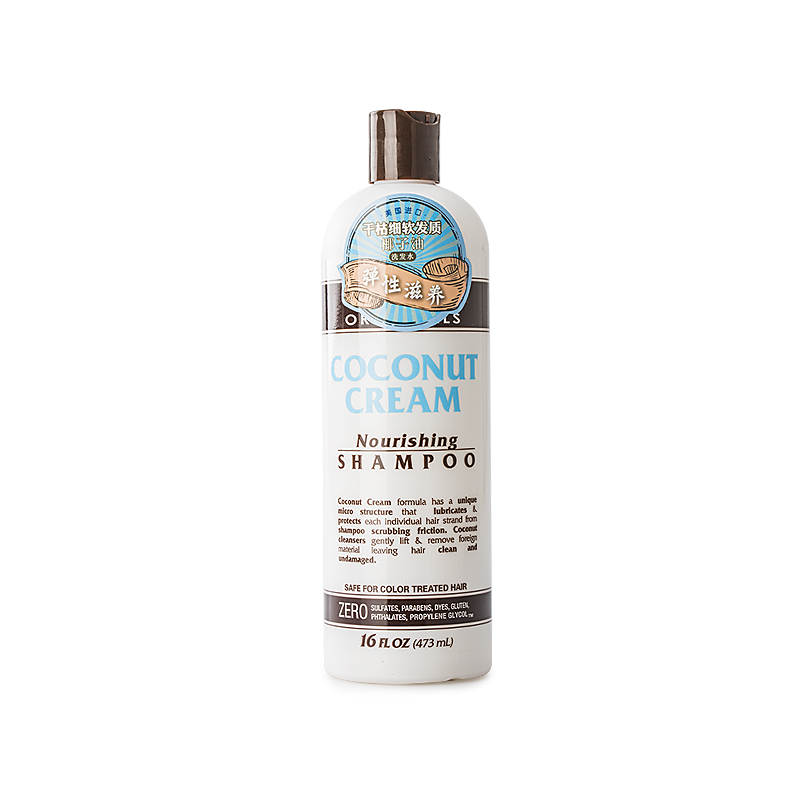 美国进口
干枯细软发质
椰子油
洗发水
弹性滋养
COCONUT
CREAM
Nourishing
SHAMPOO
Coconut Cream formula has a unique
micro structure that lubricates &
protects each individual hair strand from
shampoo scrubbing friction. Coconut
cleansers gently lift & remove foreign
material leaving hair clean and
undamaged.
SAFE FOR COLOR TREATED HAIR
ZERO SULFATES, PARABENS, DYES, GLUTEN,
PHTHALATES, PROPYLENE GLYCOL™
16 FL OZ (473 mL)